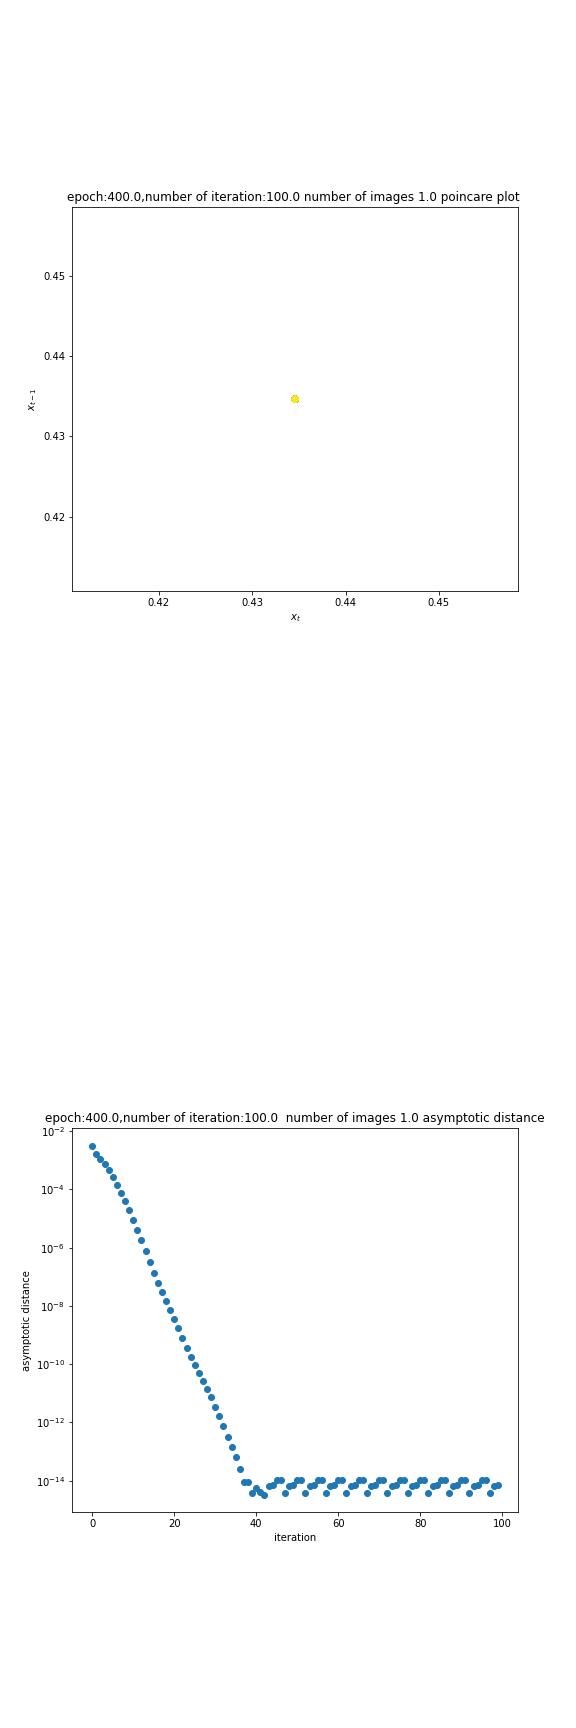 epoch:400.0,number of iteration:100.0 number of images 1.0 poincare plot
0.45
0.44
0.43
0.42
x_{t-1}
0.42 0.43 0.44 0.45
x_t
epoch:400.0,number of iteration:100.0  number of images 1.0 asymptotic distance
10^{-2}
10^{-4}
10^{-6}
10^{-8}
10^{-10}
10^{-12}
10^{-14}
asymptotic distance
0 20 40 60 80 100
iteration